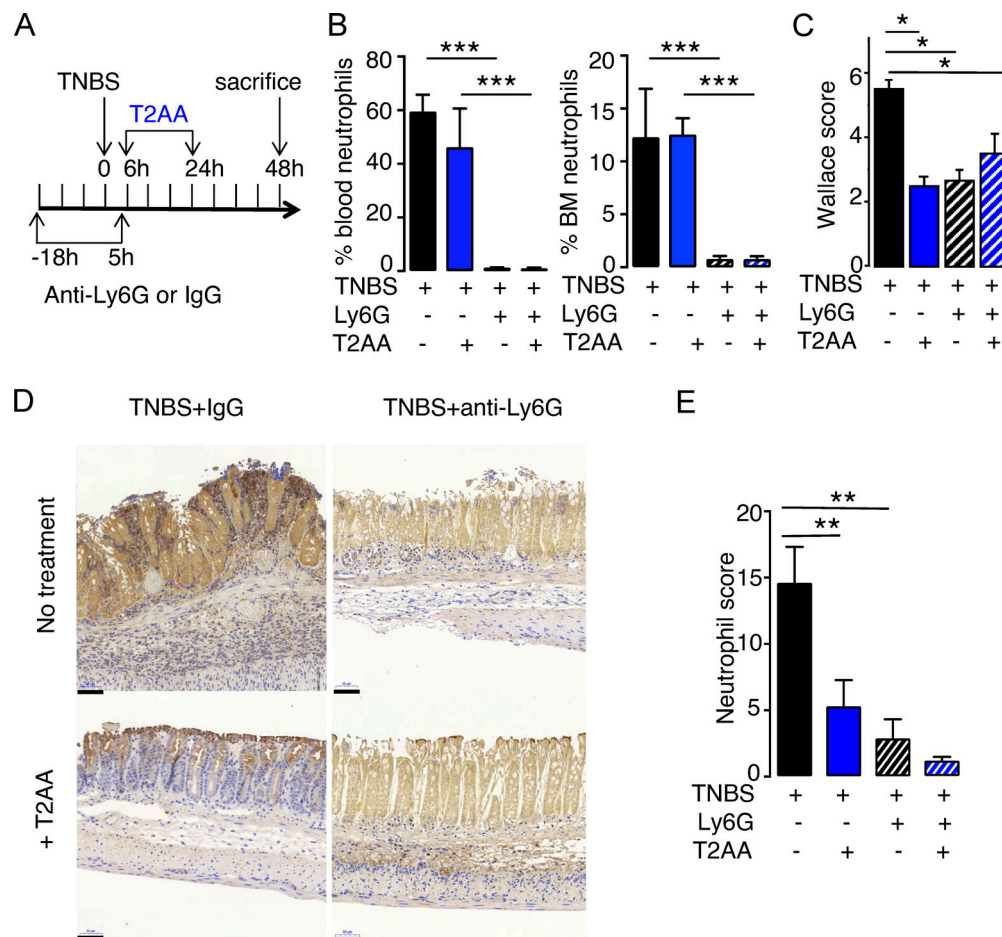 A
TNBS
sacrifice
T2AA
0 6h 24h 48h
-18h 5h
Anti-Ly6G or IgG
B
% blood neutrophils
80
60
40
20
0
***
***
TNBS + + + +
Ly6G - - + +
T2AA - + - +
% BM neutrophils
20
15
10
5
0
***
***
TNBS + + + +
Ly6G - - + +
T2AA - + - +
C
Wallace score
6
4
2
0
*
*
*
TNBS + + + +
Ly6G - - + +
T2AA - + - +
D
TNBS+IgG TNBS+anti-Ly6G
No treatment
+ T2AA
E
Neutrophil score
20
15
10
5
0
**
**
TNBS + + + +
Ly6G - - + +
T2AA - + - +